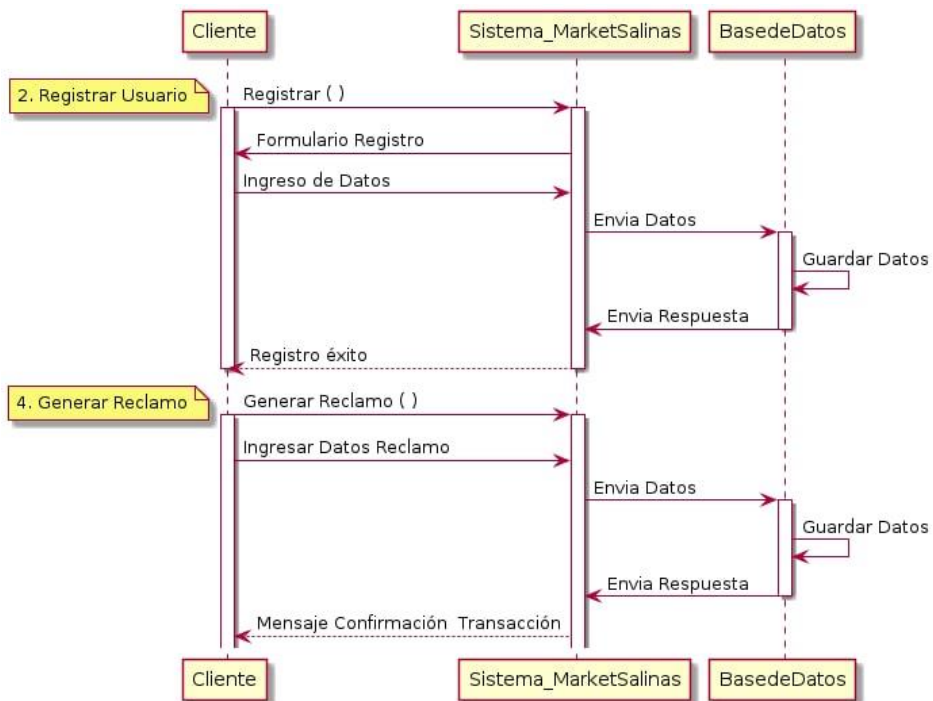 Cliente
Sistema_MarketSalinas
BasedeDatos
2. Registrar Usuario
Registrar ( )
Formulario Registro
Ingreso de Datos
Envia Datos
Guardar Datos
Envia Respuesta
Registro éxito
4. Generar Reclamo
Generar Reclamo ( )
Ingresar Datos Reclamo
Envia Datos
Guardar Datos
Envia Respuesta
Mensaje Confirmación  Transacción
Cliente
Sistema_MarketSalinas
BasedeDatos